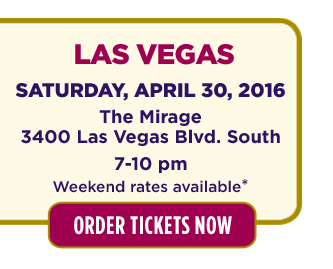 LAS VEGAS
SATURDAY, APRIL 30, 2016
The Mirage
3400 Las Vegas Blvd. South
7-10 pm
Weekend rates available*
ORDER TICKETS NOW